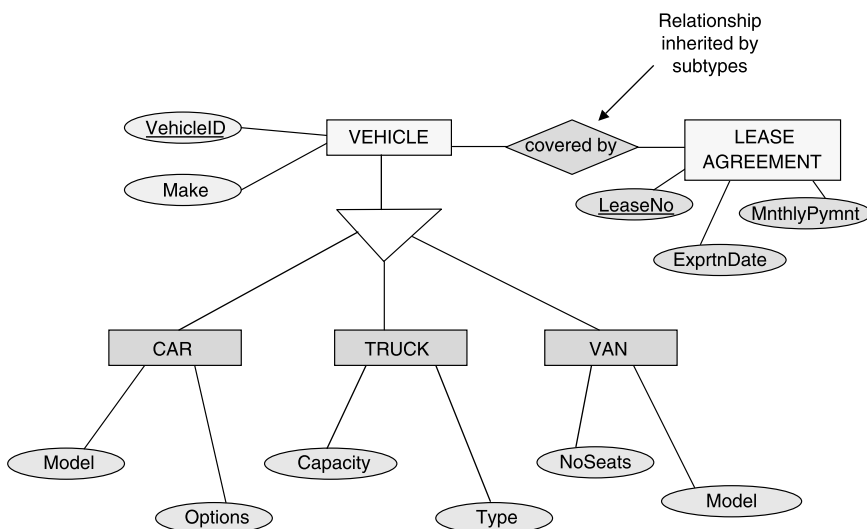 Relationship
inherited by
subtypes
VehicleID
VEHICLE
covered by
LEASE
AGREEMENT
Make
LeaseNo
MnthlyPymnt
ExprtnDate
CAR
TRUCK
VAN
Model
Capacity
NoSeats
Options
Type
Model